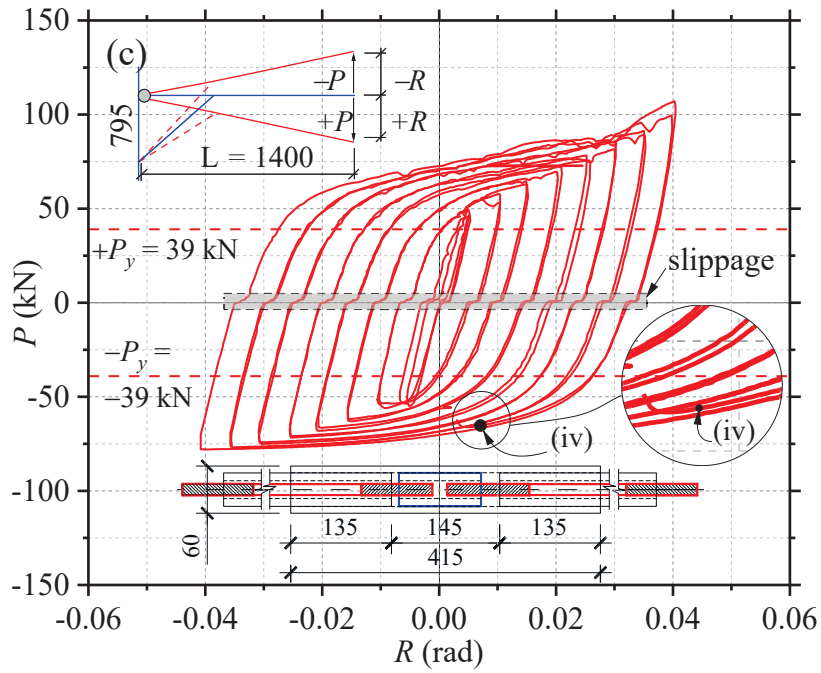 150
100
50
0
-50
-100
-150
P (kN)
(c)
–P
–R
+P
+R
795
L = 1400
+Py = 39 kN
slippage
–Py =
–39 kN
(iv)
(iv)
60
135
145
135
415
-0.06
-0.04
-0.02
0.00
0.02
0.04
0.06
R (rad)